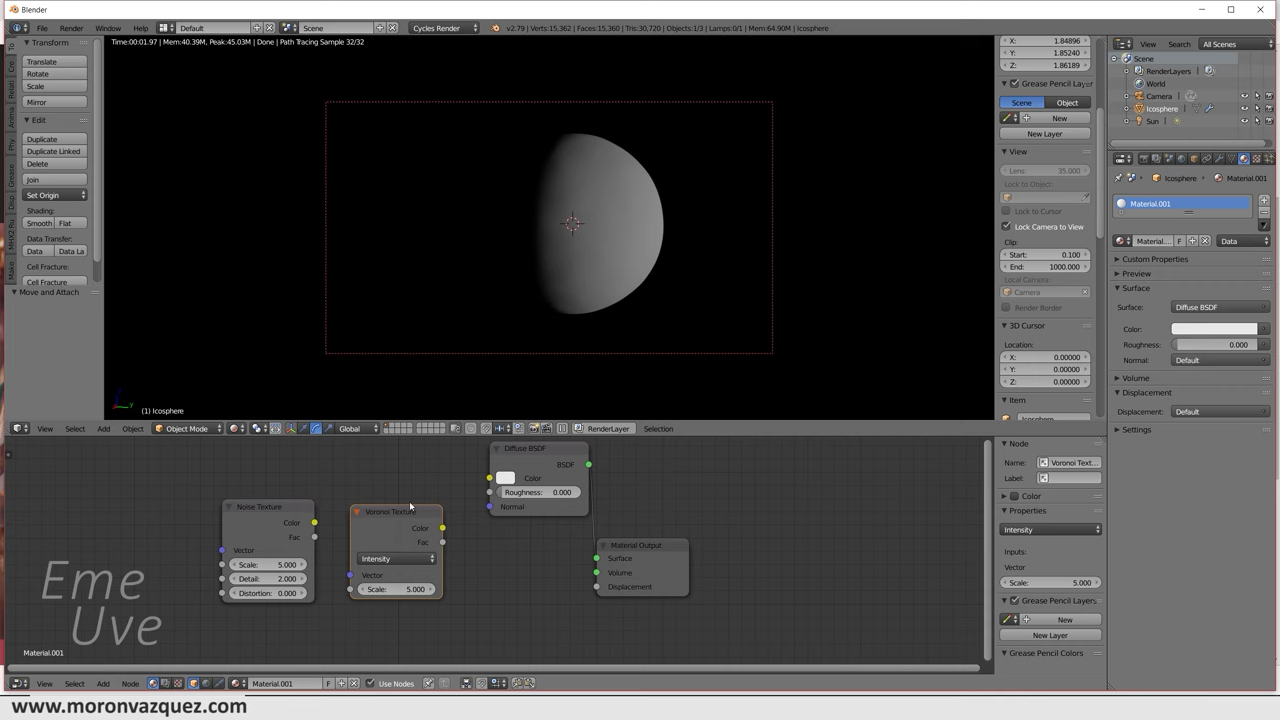 Blender
File Render Window Help Default Scene Cycles Render v2.79 | Verts:15,362 | Faces:15,360 | Tris:30,720 | Objects:1/3 | Lamps:0/1 | Mem:64.90M | Icosphere
Time:00:01.97 | Mem:40.39M, Peak:45.03M | Done | Path Tracing Sample 32/32
Transform
Translate
Rotate
Scale
Mirror
Edit
Duplicate
Duplicate Linked
Delete
Join
Set Origin
Shading:
Smooth Flat
Data Transfer:
Data Data La
Cell Fracture:
Cell Fracture
Move and Attach
(1) Icosphere
X: 1.84896
Y: 1.85240
Z: 1.86189
Grease Pencil Layer
Scene Object
New
New Layer
View
Lens: 35.000
Lock to Object:
Lock to Cursor
Lock Camera to View
Clip:
Start: 0.100
End: 1000.000
Local Camera:
Camera
Render Border
3D Cursor
Location:
X: 0.00000
Y: 0.00000
Z: 0.00000
Item
Icosphere
View Search All Scenes
Scene
RenderLayers
World
Camera
Icosphere
Sun
Icosphere Material.001
Material.001
Material.... F Data
Custom Properties
Preview
Surface
Surface: Diffuse BSDF
Color:
Roughness: 0.000
Normal: Default
Volume
Displacement
Displacement: Default
Settings
View Select Add Object Object Mode Global RenderLayer Selection
Diffuse BSDF
BSDF
Color
Roughness: 0.000
Normal
Noise Texture
Color
Fac
Vector
Scale: 5.000
Detail: 2.000
Distortion: 0.000
Voronoi Texture
Color
Fac
Intensity
Vector
Scale: 5.000
Material Output
Surface
Volume
Displacement
Node
Name: Voronoi Text...
Label:
Color
Properties
Intensity
Inputs:
Vector
Scale: 5.000
Grease Pencil Layers
New
New Layer
Grease Pencil Colors
Eme
Uve
Material.001
View Select Add Node Material.001 F Use Nodes
www.moronvazquez.com